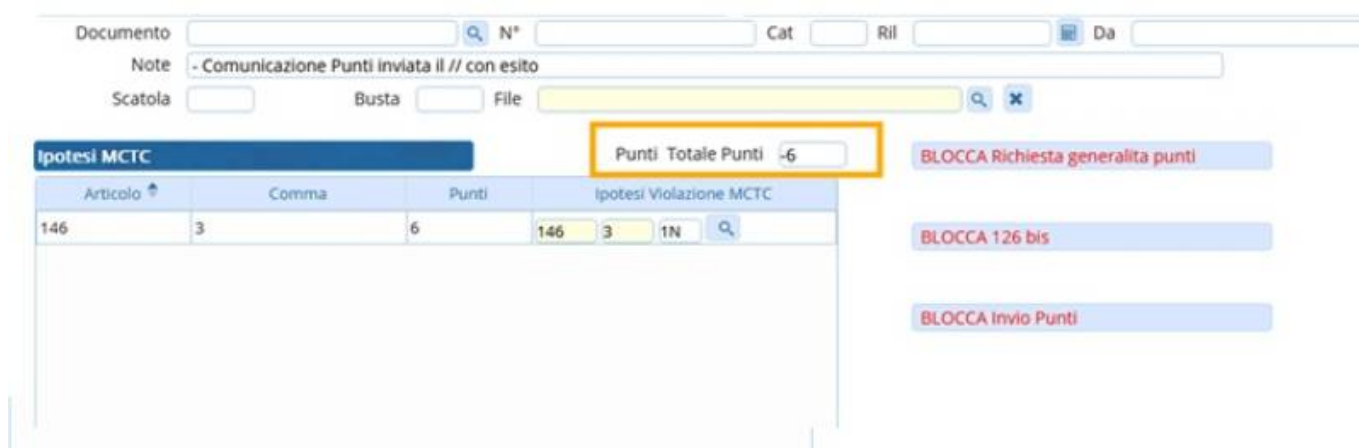 Documento N° Cat Ril Da
Note - Comunicazione Punti inviata il // con esito
Scatola Busta File
Ipotesi MCTC Punti Totale Punti -6 BLOCCA Richiesta generalita punti
Articolo Comma Punti Ipotesi Violazione MCTC
146 3 6 146 3 1N
BLOCCA 126 bis
BLOCCA Invio Punti